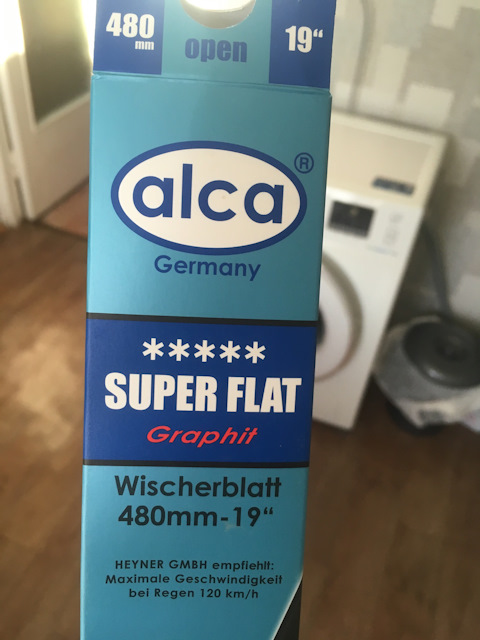 480 mm
open
19“
alca®
Germany
*****
SUPER FLAT
Graphit
Wischerblatt
480mm-19“
HEYNER GMBH empfiehlt:
Maximale Geschwindigkeit
bei Regen 120 km/h